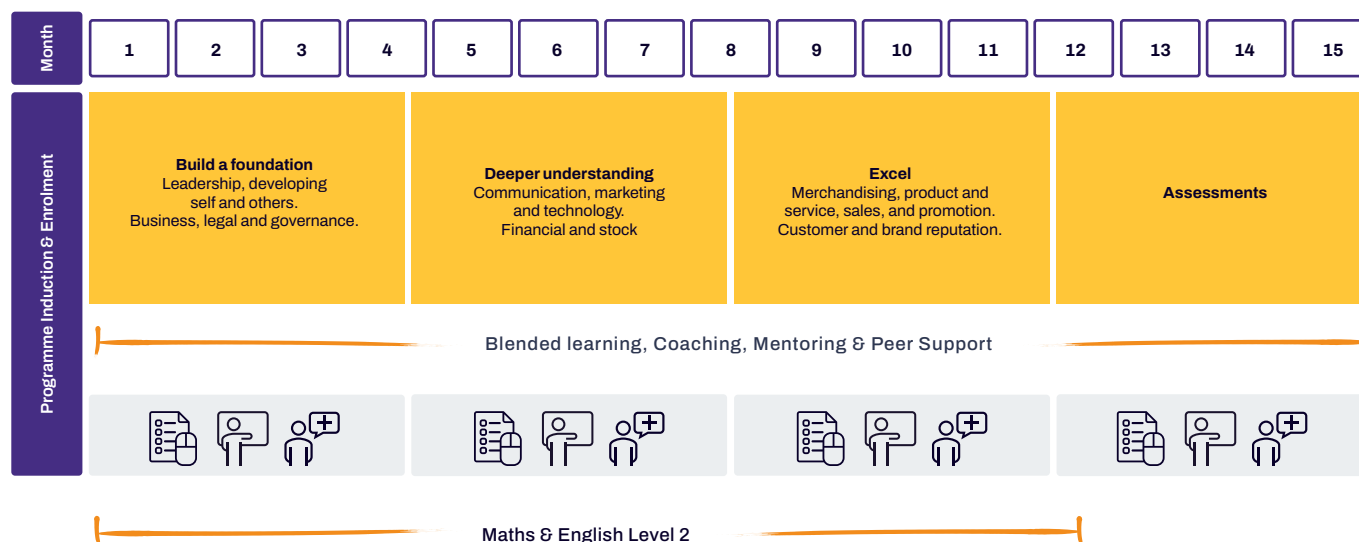 Month
1
2
3
4
5
6
7
8
9
10
11
12
13
14
15
Programme Induction & Enrolment
Build a foundation
Leadership, developing
self and others.
Business, legal and governance.
Deeper understanding
Communication, marketing
and technology.
Financial and stock
Excel
Merchandising, product and
service, sales, and promotion.
Customer and brand reputation.
Assessments
Blended learning, Coaching, Mentoring & Peer Support
Maths & English Level 2